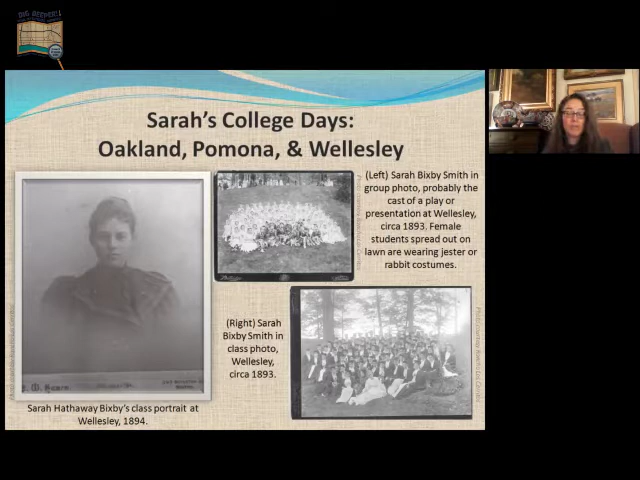 DIG DEEPER!
Sarah's College Days:
Oakland, Pomona, & Wellesley
(Left) Sarah Bixby Smith in
group photo, probably the
cast of a play or
presentation at Wellesley,
circa 1893. Female
students spread out on
lawn are wearing jester or
rabbit costumes.
(Right) Sarah
Bixby Smith in
class photo,
Wellesley,
circa 1893.
Sarah Hathaway Bixby's class portrait at
Wellesley, 1894.